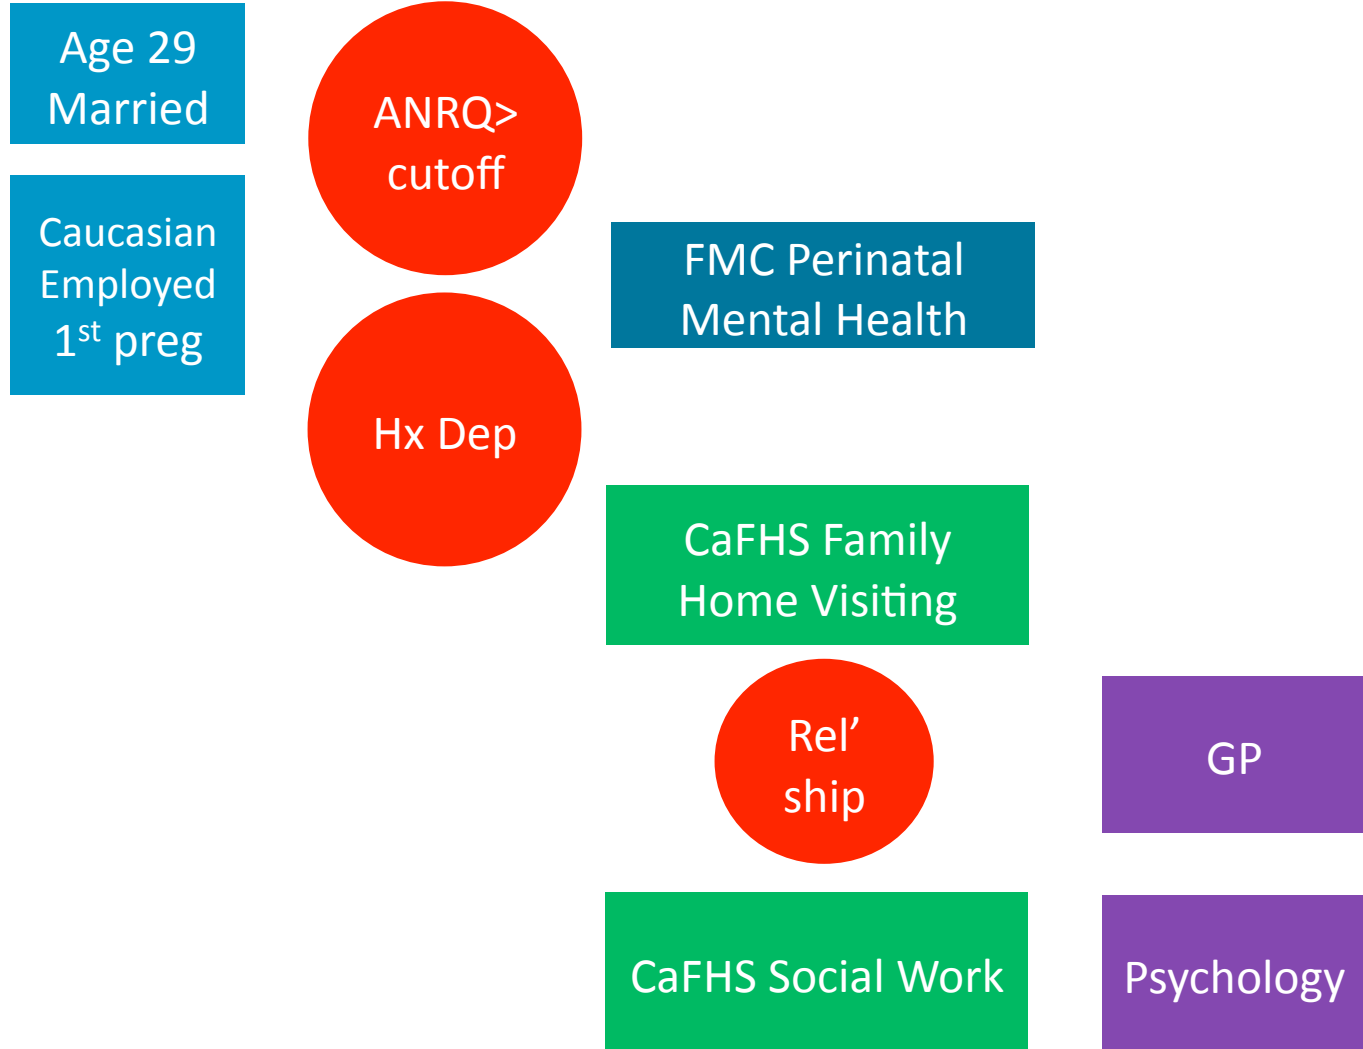 Age 29
Married
ANRQ>
cutoff
Caucasian
Employed
1st preg
FMC Perinatal
Mental Health
Hx Dep
CaFHS Family
Home Visiting
Rel’
ship
GP
CaFHS Social Work
Psychology